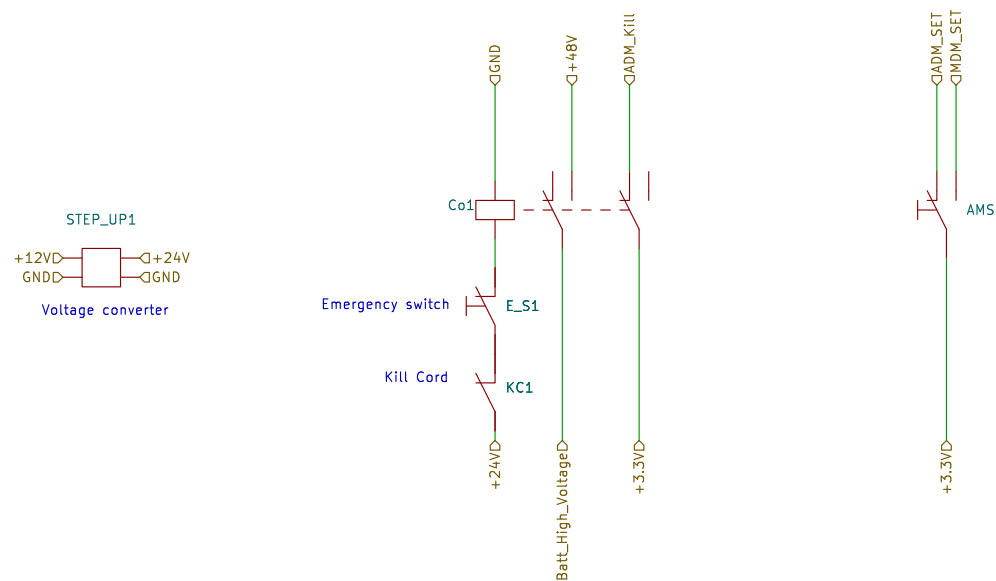 GND
+48V
ADM_Kill
ADM_SET
MDM_SET
Co1
AMS
STEP_UP1
+12V
+24V
GND
GND
Voltage converter
Emergency switch
E_S1
Kill Cord
KC1
+24V
Batt_High_Voltage
+3.3V
+3.3V